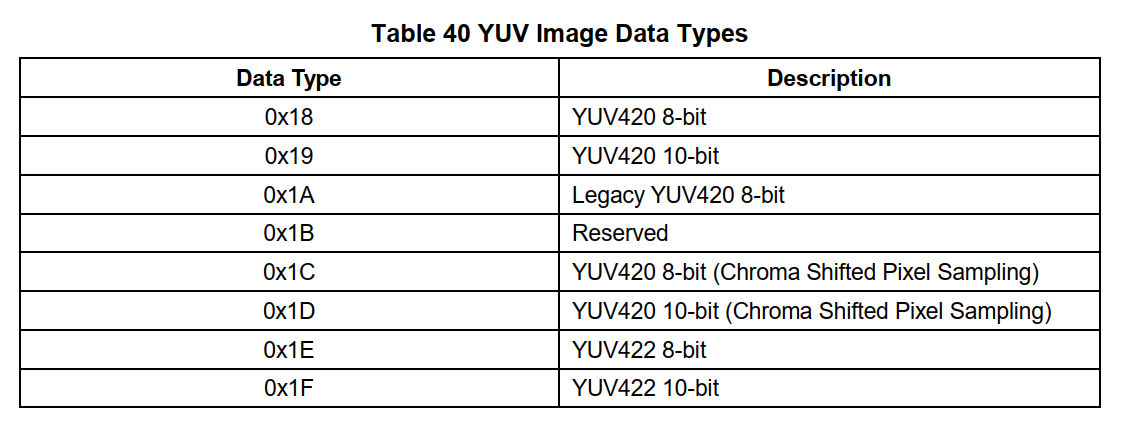 Table 40 YUV Image Data Types
Data Type Description
0x18 YUV420 8-bit
0x19 YUV420 10-bit
0x1A Legacy YUV420 8-bit
0x1B Reserved
0x1C YUV420 8-bit (Chroma Shifted Pixel Sampling)
0x1D YUV420 10-bit (Chroma Shifted Pixel Sampling)
0x1E YUV422 8-bit
0x1F YUV422 10-bit